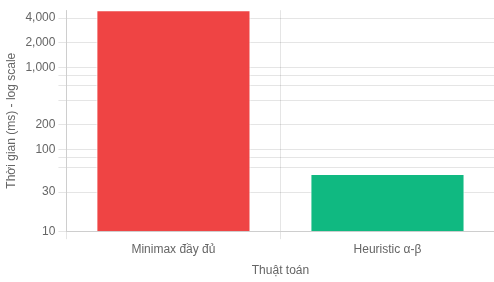 4,000
2,000
1,000
200
100
30
10
Thời gian (ms) - log scale
Minimax đầy đủ
Heuristic α-β
Thuật toán